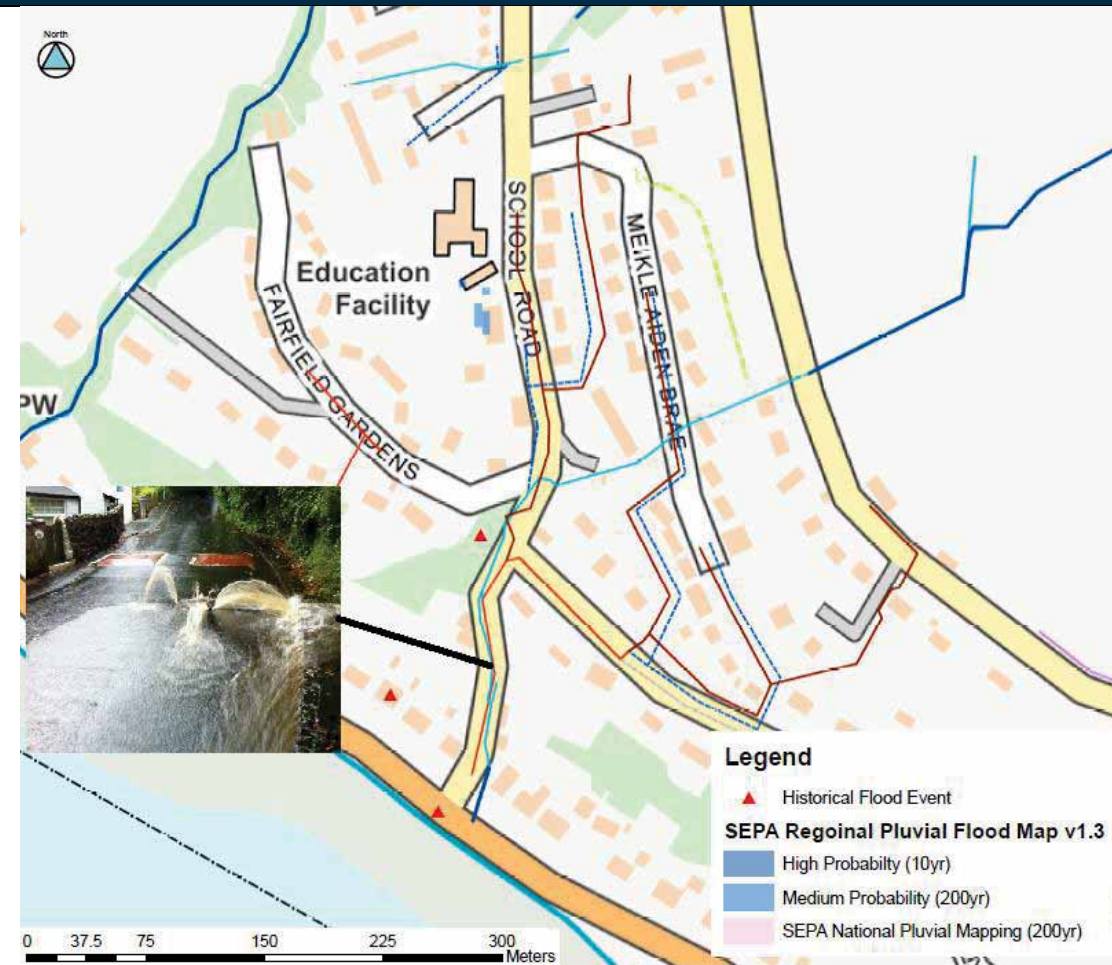 North
SCHOOL ROAD
MEIKLE AIDEN BRAE
Education
Facility
FAIRFIELD GARDENS
PW
Legend
Historical Flood Event
SEPA Regoinal Pluvial Flood Map v1.3
High Probabilty (10yr)
Medium Probability (200yr)
SEPA National Pluvial Mapping (200yr)
0 37.5 75 150 225 300
Meters